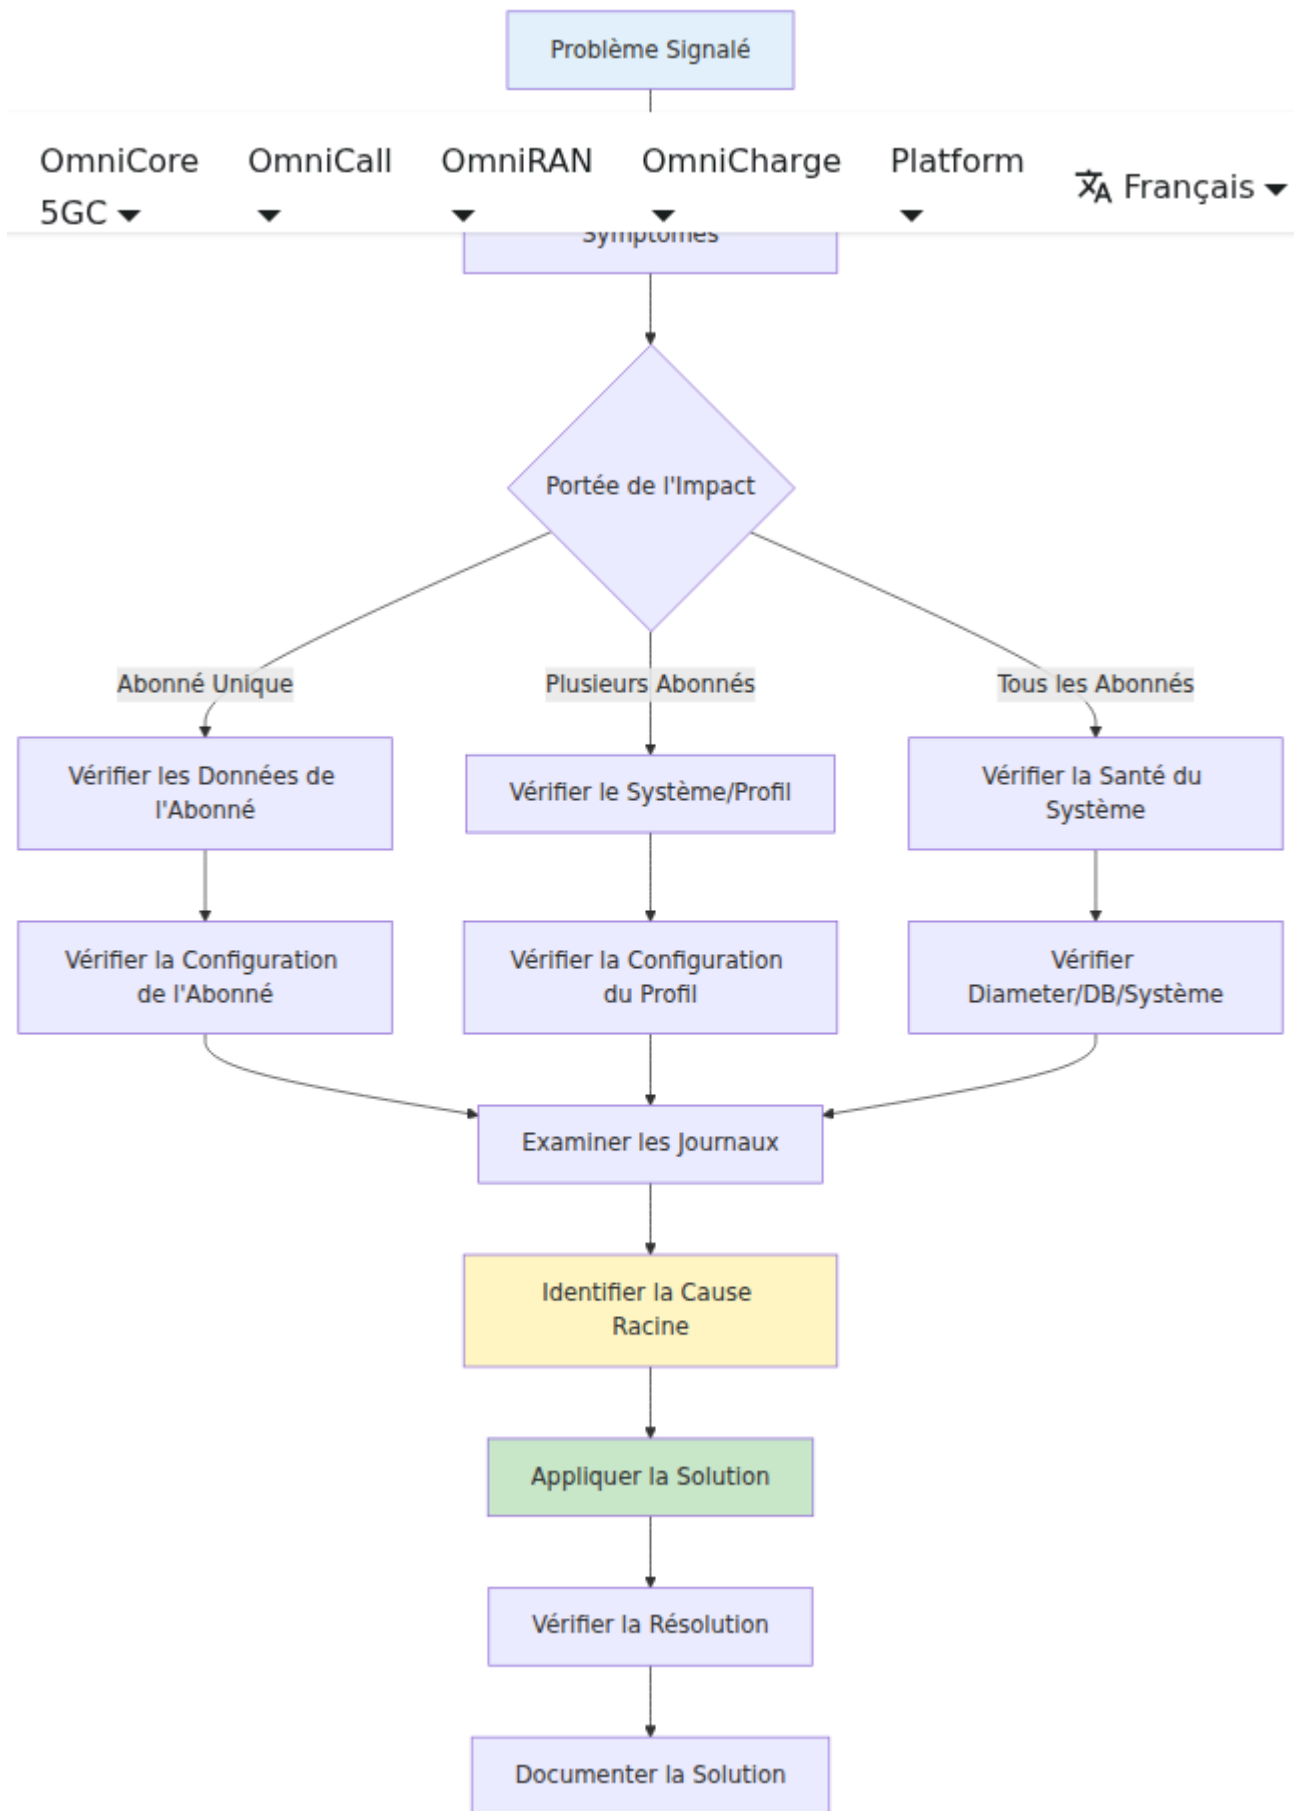 Problème Signalé
OmniCore
5GC
OmniCall
OmniRAN
OmniCharge
Platform
Français
Symptômes
Portée de l'Impact
Abonné Unique
Plusieurs Abonnés
Tous les Abonnés
Vérifier les Données de
l'Abonné
Vérifier le Système/Profil
Vérifier la Santé du
Système
Vérifier la Configuration
de l'Abonné
Vérifier la Configuration
du Profil
Vérifier
Diameter/DB/Système
Examiner les Journaux
Identifier la Cause
Racine
Appliquer la Solution
Vérifier la Résolution
Documenter la Solution